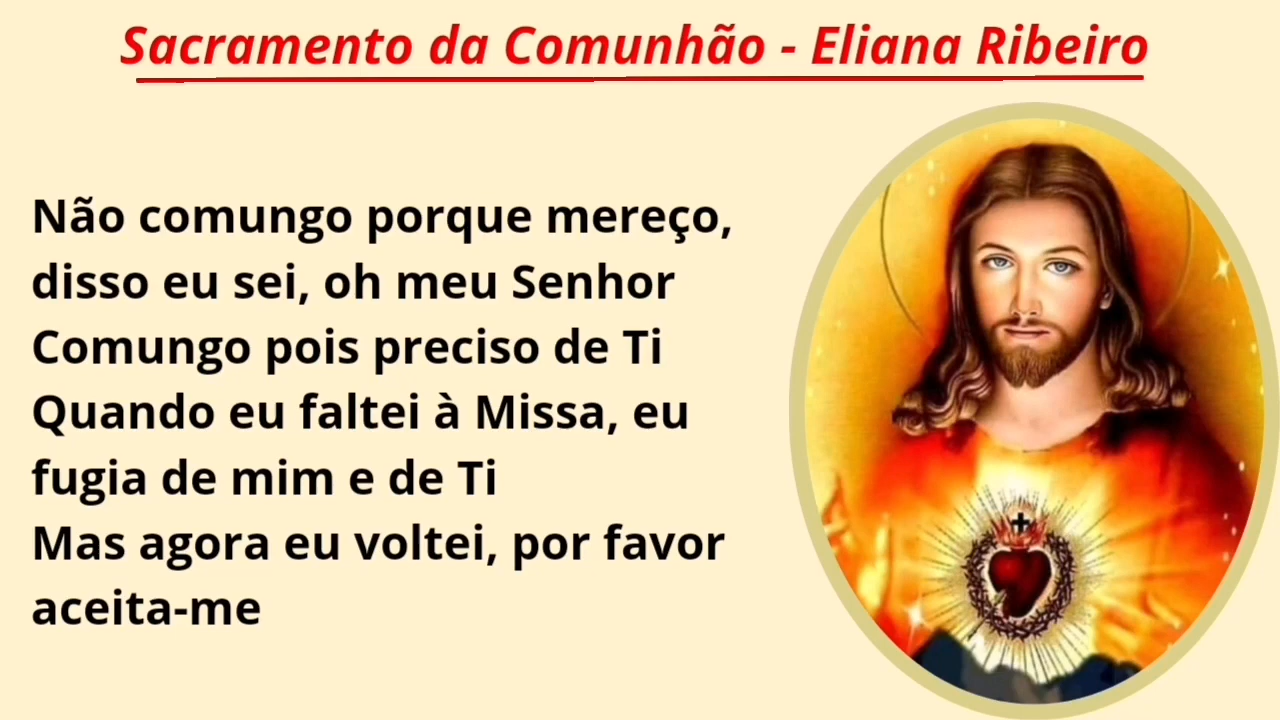 Sacramento da Comunhão - Eliana Ribeiro
Não comungo porque mereço,
disso eu sei, oh meu Senhor
Comungo pois preciso de Ti
Quando eu faltei à Missa, eu
fugia de mim e de Ti
Mas agora eu voltei, por favor
aceita-me